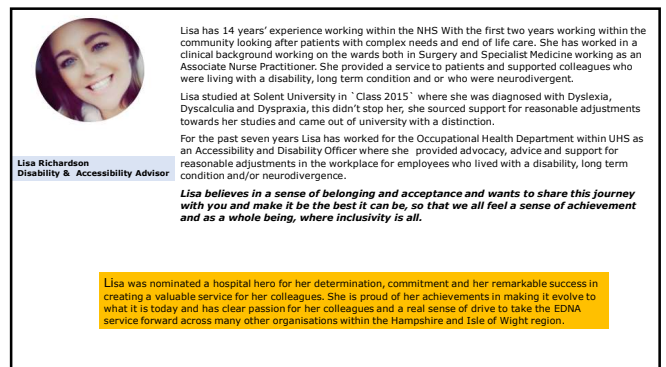 Lisa has 14 years’ experience working within the NHS With the first two years working within the
community looking after patients with complex needs and end of life care. She has worked in a
clinical background working on the wards both in Surgery and Specialist Medicine working as an
Associate Nurse Practitioner. She provided a service to patients and supported colleagues who
were living with a disability, long term condition and or who were neurodivergent.
Lisa studied at Solent University in `Class 2015` where she was diagnosed with Dyslexia,
Dyscalculia and Dyspraxia, this didn’t stop her, she sourced support for reasonable adjustments
towards her studies and came out of university with a distinction.
For the past seven years Lisa has worked for the Occupational Health Department within UHS as
an Accessibility and Disability Officer where she provided advocacy, advice and support for
reasonable adjustments in the workplace for employees who lived with a disability, long term
condition and/or neurodivergence.
Lisa believes in a sense of belonging and acceptance and wants to share this journey
with you and make it be the best it can be, so that we all feel a sense of achievement
and as a whole being, where inclusivity is all.
Lisa Richardson
Disability & Accessibility Advisor
Lisa was nominated a hospital hero for her determination, commitment and her remarkable success in
creating a valuable service for her colleagues. She is proud of her achievements in making it evolve to
what it is today and has clear passion for her colleagues and a real sense of drive to take the EDNA
service forward across many other organisations within the Hampshire and Isle of Wight region.